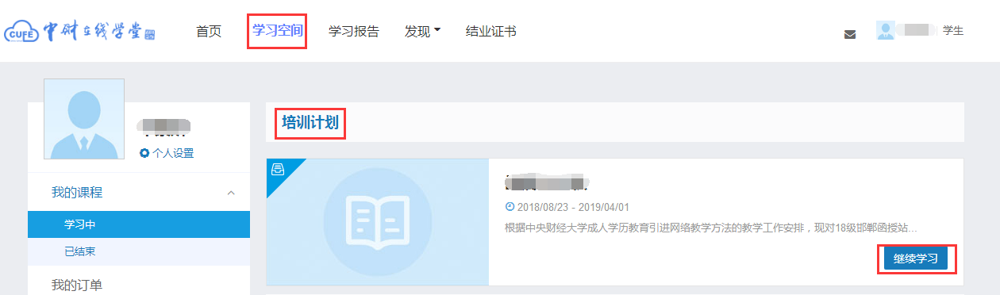 CUFE 中财在线学堂
首页 学习空间 学习报告 发现 结业证书 学生
个人设置
我的课程
学习中
已结束
我的订单
培训计划
2018/08/23 - 2019/04/01
根据中央财经大学成人学历教育引进网络教学方法的教学工作安排，现对18级邯郸函授站...
继续学习